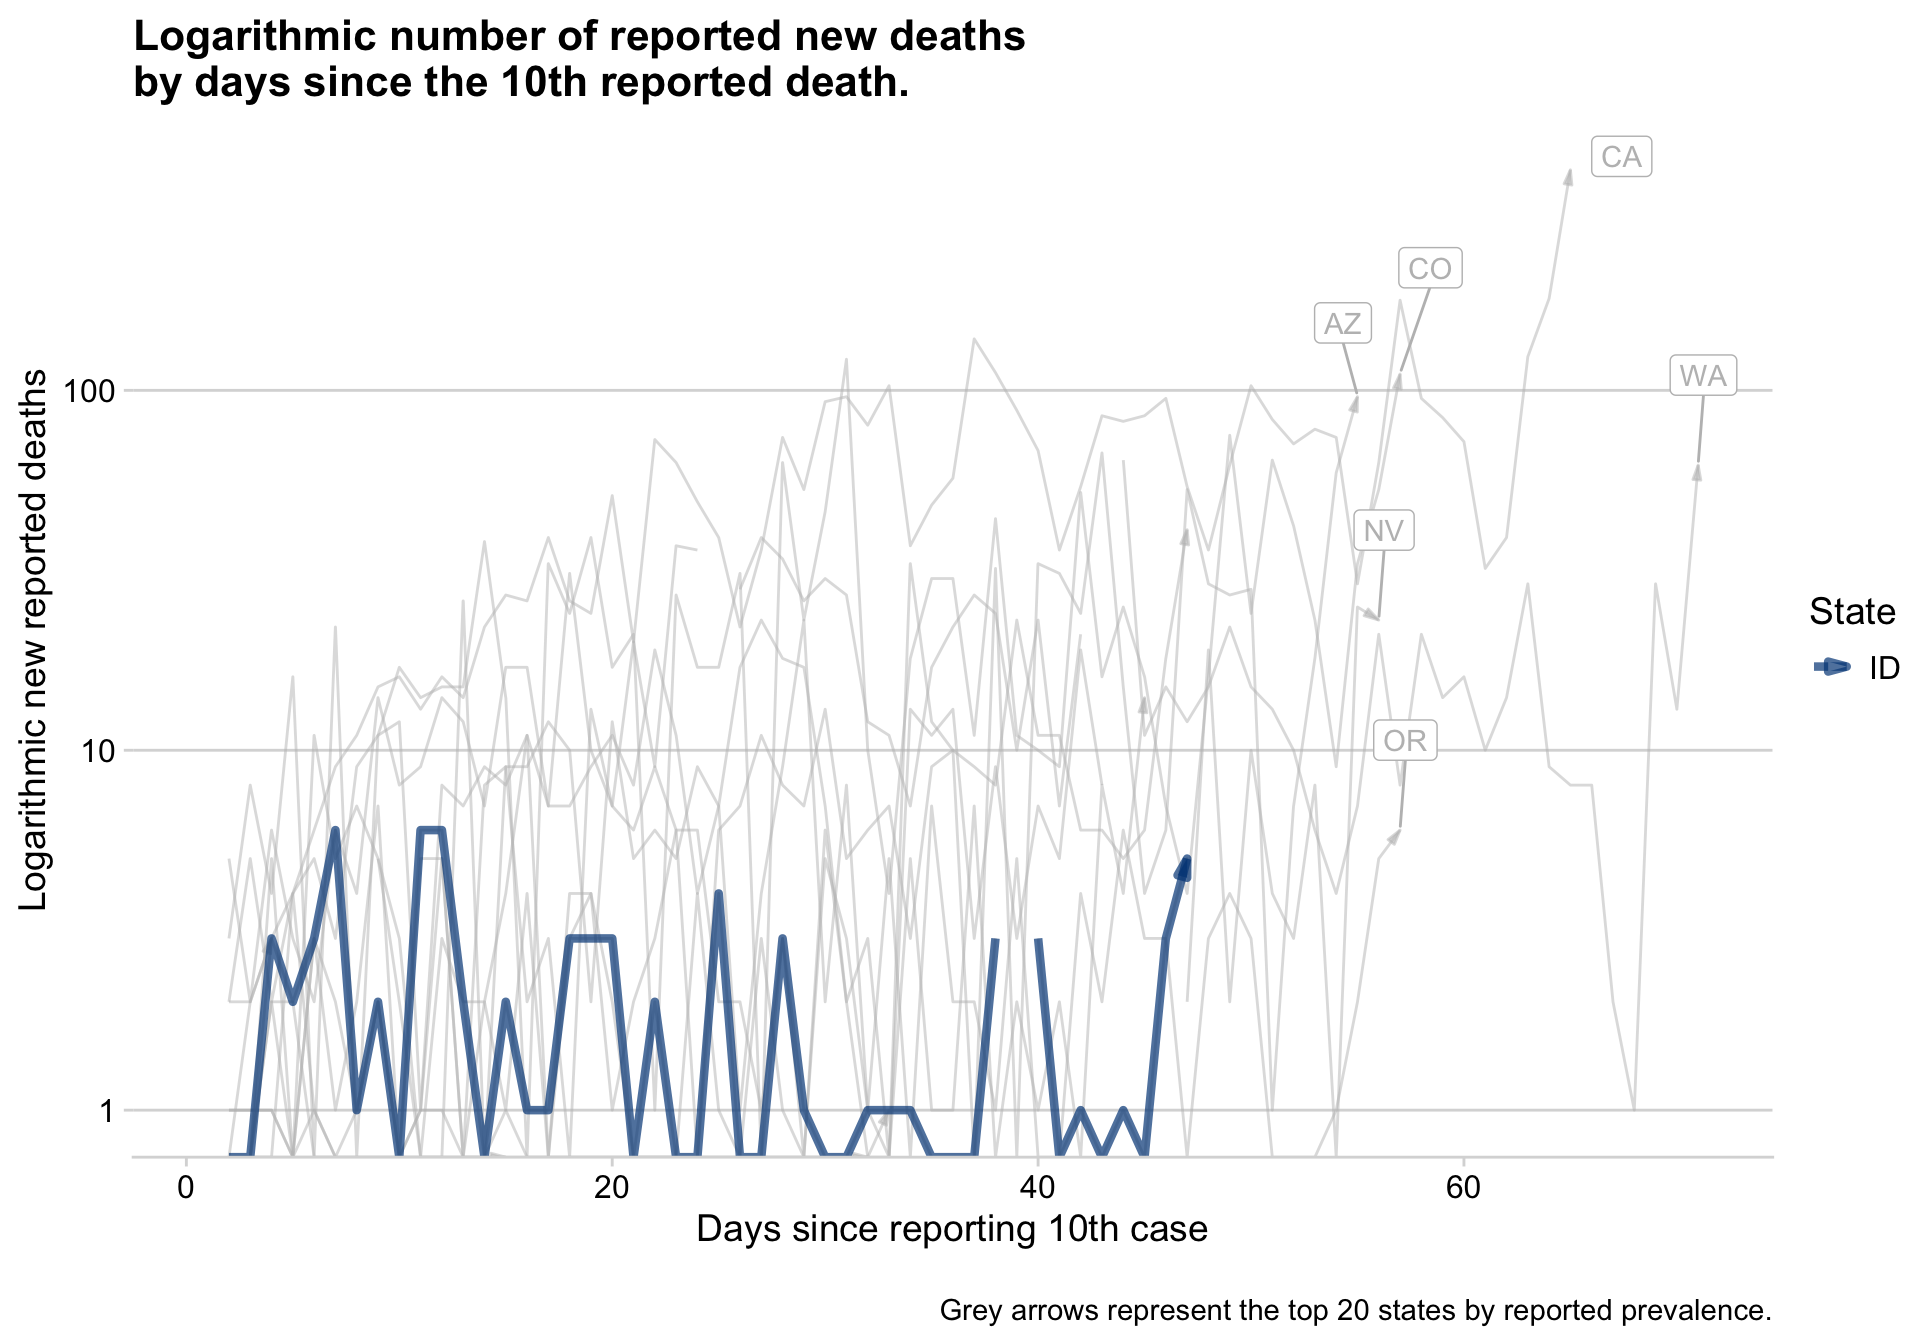 Logarithmic number of reported new deaths
by days since the 10th reported death.
CA
CO
AZ
WA
NV
OR
Logarithmic new reported deaths
100
10
1
0
20
40
60
Days since reporting 10th case
State
ID
Grey arrows represent the top 20 states by reported prevalence.